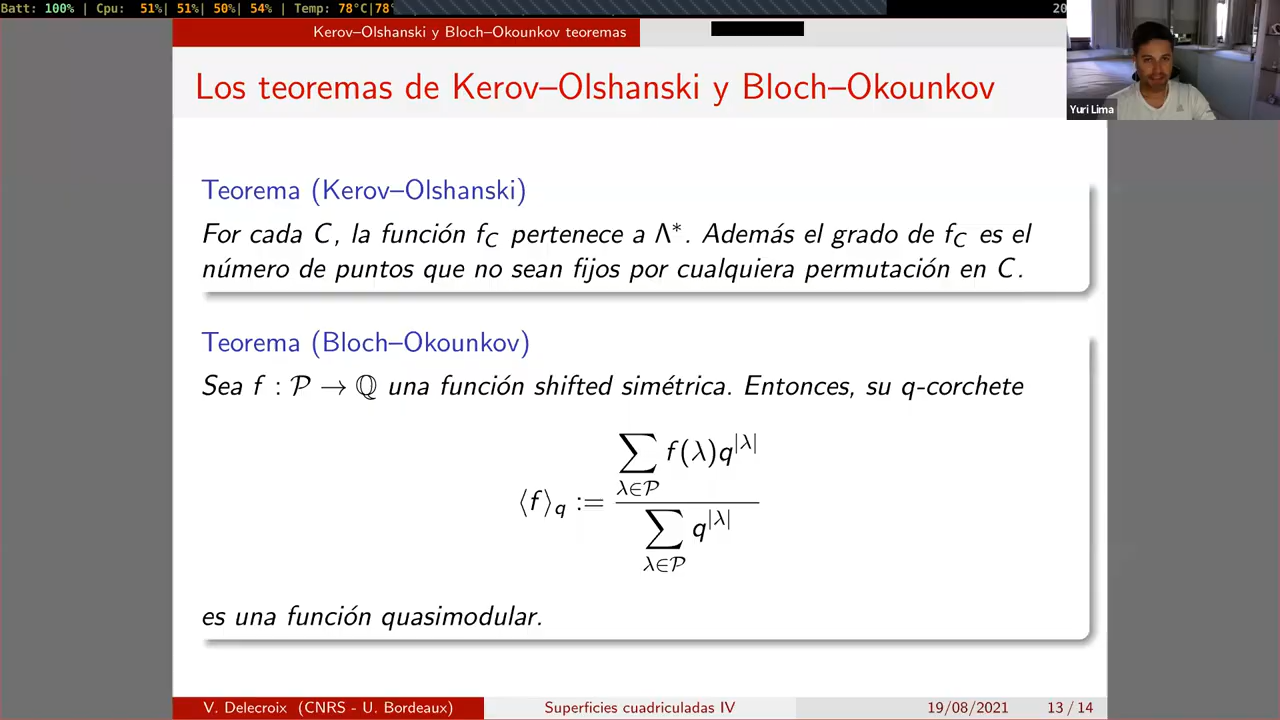 Batt: 100% | Cpu: 51%| 51%| 50%| 54% | Temp: 78°C|78°
20
Kerov–Olshanski y Bloch–Okounkov teoremas
Los teoremas de Kerov–Olshanski y Bloch–Okounkov
Yuri Lima
Teorema (Kerov–Olshanski)
For cada C, la función f_C pertenece a Λ*. Además el grado de f_C es el
número de puntos que no sean fijos por cualquiera permutación en C.
Teorema (Bloch–Okounkov)
Sea f : 𝒫 → ℚ una función shifted simétrica. Entonces, su q-corchete
∑ f(λ)q^|λ|
λ∈𝒫
⟨f⟩_q :=
∑ q^|λ|
λ∈𝒫
es una función quasimodular.
V. Delecroix (CNRS - U. Bordeaux)
Superficies cuadriculadas IV
19/08/2021
13 / 14